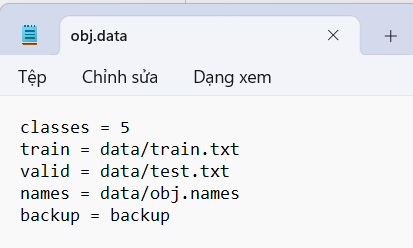 obj.data
Tệp Chỉnh sửa Dạng xem
classes = 5
train = data/train.txt
valid = data/test.txt
names = data/obj.names
backup = backup